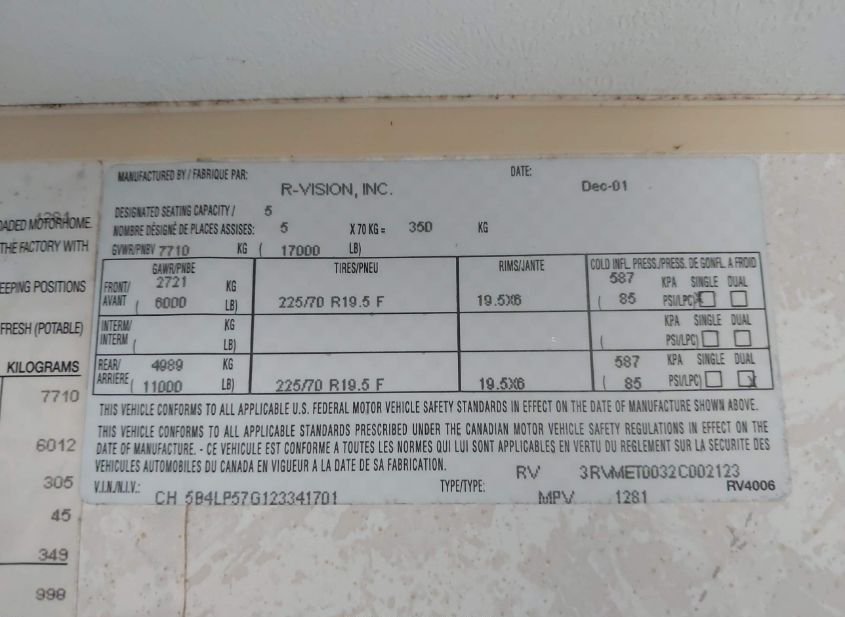 MANUFACTURED BY / FABRIQUE PAR: DATE:
R-VISION, INC. Dec-01
DESIGNATED SEATING CAPACITY / 5
NOMBRE DÉSIGNÉ DE PLACES ASSISES: 5 X 70 KG = 350 KG
GVWR/PNBV 7710 KG ( 17000 LB)
GAWR/PNBE TIRES/PNEU RIMS/JANTE COLD INFL. PRESS./PRESS. DE GONFL. A FROID
FRONT/ 2721 KG 587 KPA SINGLE DUAL
AVANT ( 6000 LB) 225/70 R19.5 F 19.5X6 ( 85 PSI/LPC) X
INTERM/ KG KPA SINGLE DUAL
INTERM ( LB) ( PSI/LPC)
REAR/ 4989 KG 587 KPA SINGLE DUAL
ARRIERE ( 11000 LB) 225/70 R19.5 F 19.5X6 ( 85 PSI/LPC) X
THIS VEHICLE CONFORMS TO ALL APPLICABLE U.S. FEDERAL MOTOR VEHICLE SAFETY STANDARDS IN EFFECT ON THE DATE OF MANUFACTURE SHOWN ABOVE.
THIS VEHICLE CONFORMS TO ALL APPLICABLE STANDARDS PRESCRIBED UNDER THE CANADIAN MOTOR VEHICLE SAFETY REGULATIONS IN EFFECT ON THE
DATE OF MANUFACTURE. - CE VEHICULE EST CONFORME A TOUTES LES NORMES QUI LUI SONT APPLICABLES EN VERTU DU REGLEMENT SUR LA SECURITE DES
VEHICULES AUTOMOBILES DU CANADA EN VIGUEUR A LA DATE DE SA FABRICATION.
RV 3RVMET0032C002123
V.I.N./N.I.V.: CH 5B4LP57G123341701 TYPE/TYPE: MPV 1281 RV4006
1281
LOADED MOTORHOME
THE FACTORY WITH
SLEEPING POSITIONS
FRESH (POTABLE)
KILOGRAMS
7710
6012
305
45
349
998